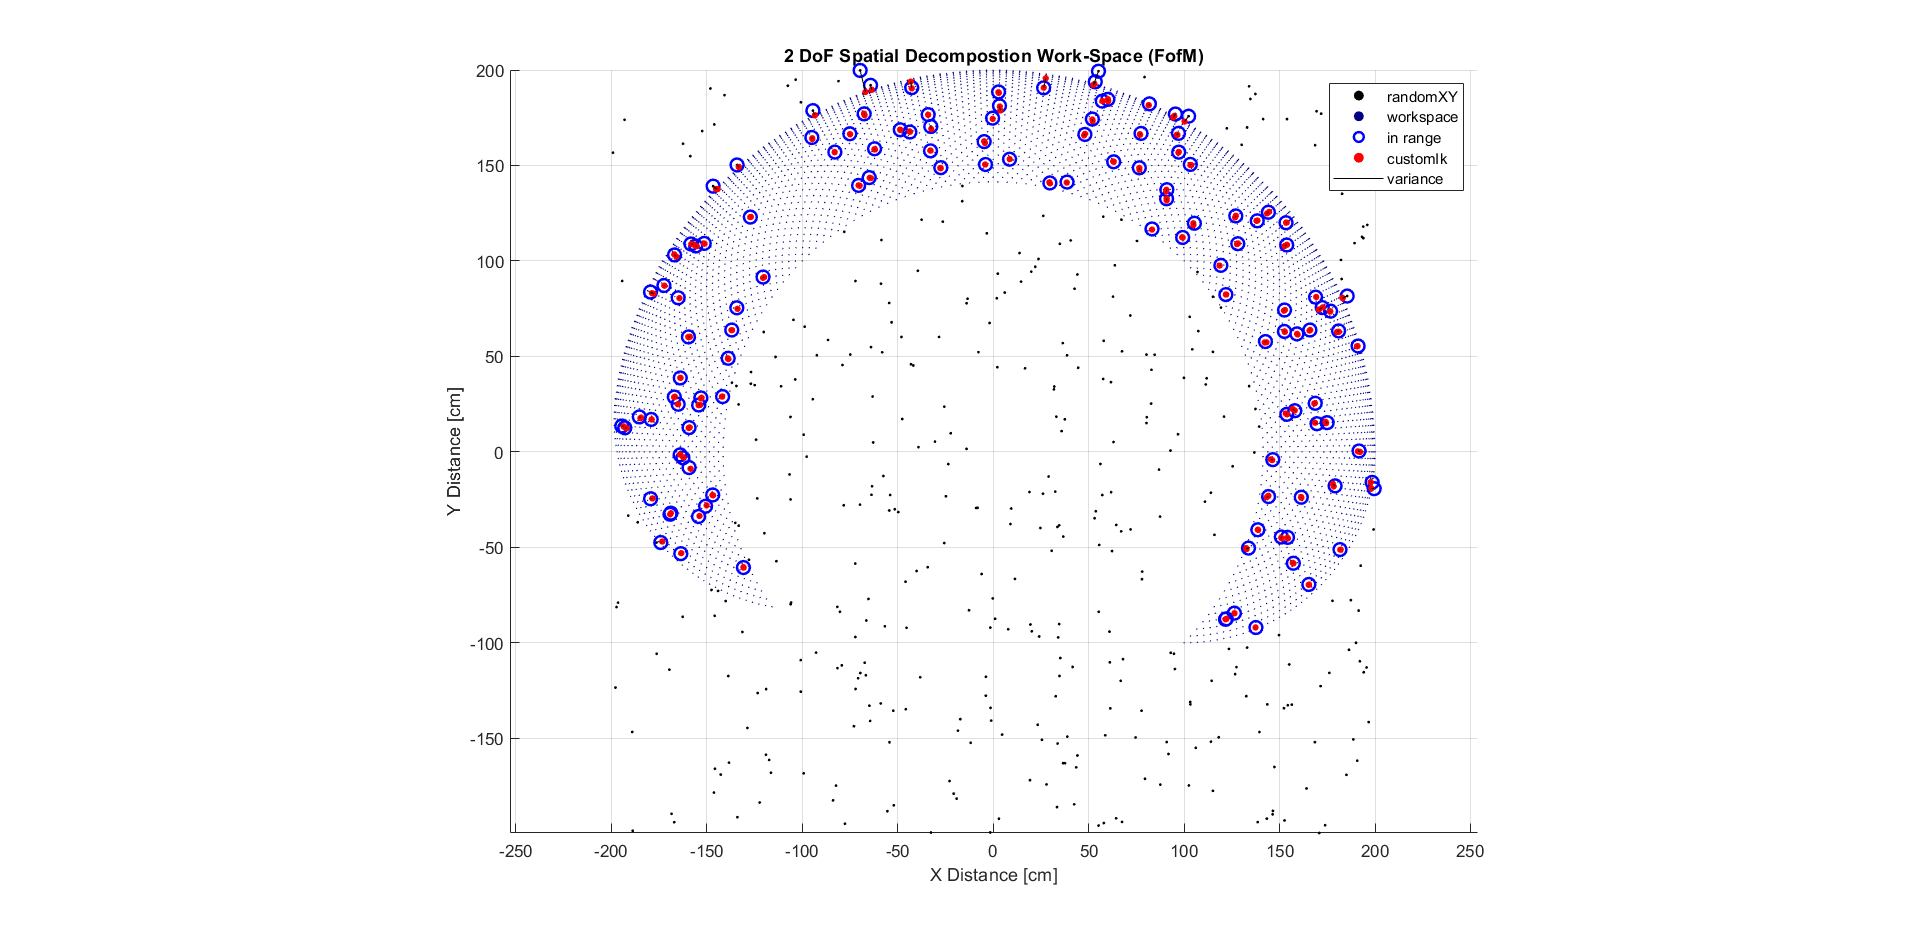 2 DoF Spatial Decompostion Work-Space (FofM)
200
150
100
50
0
-50
-100
-150
Y Distance [cm]
randomXY
workspace
in range
customIk
variance
-250 -200 -150 -100 -50 0 50 100 150 200 250
X Distance [cm]